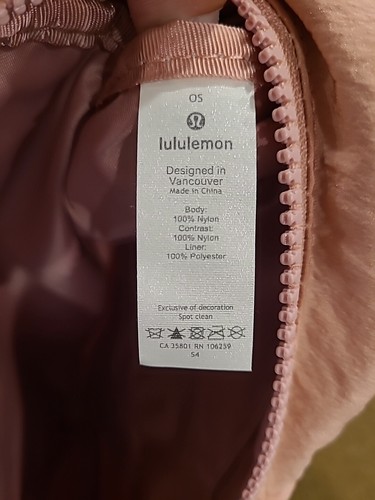 OS
lululemon
Designed in
Vancouver
Made in China
Body:
100% Nylon
Contrast:
100% Nylon
Liner:
100% Polyester
Exclusive of decoration
Spot clean
CA 35801 RN 106259
54